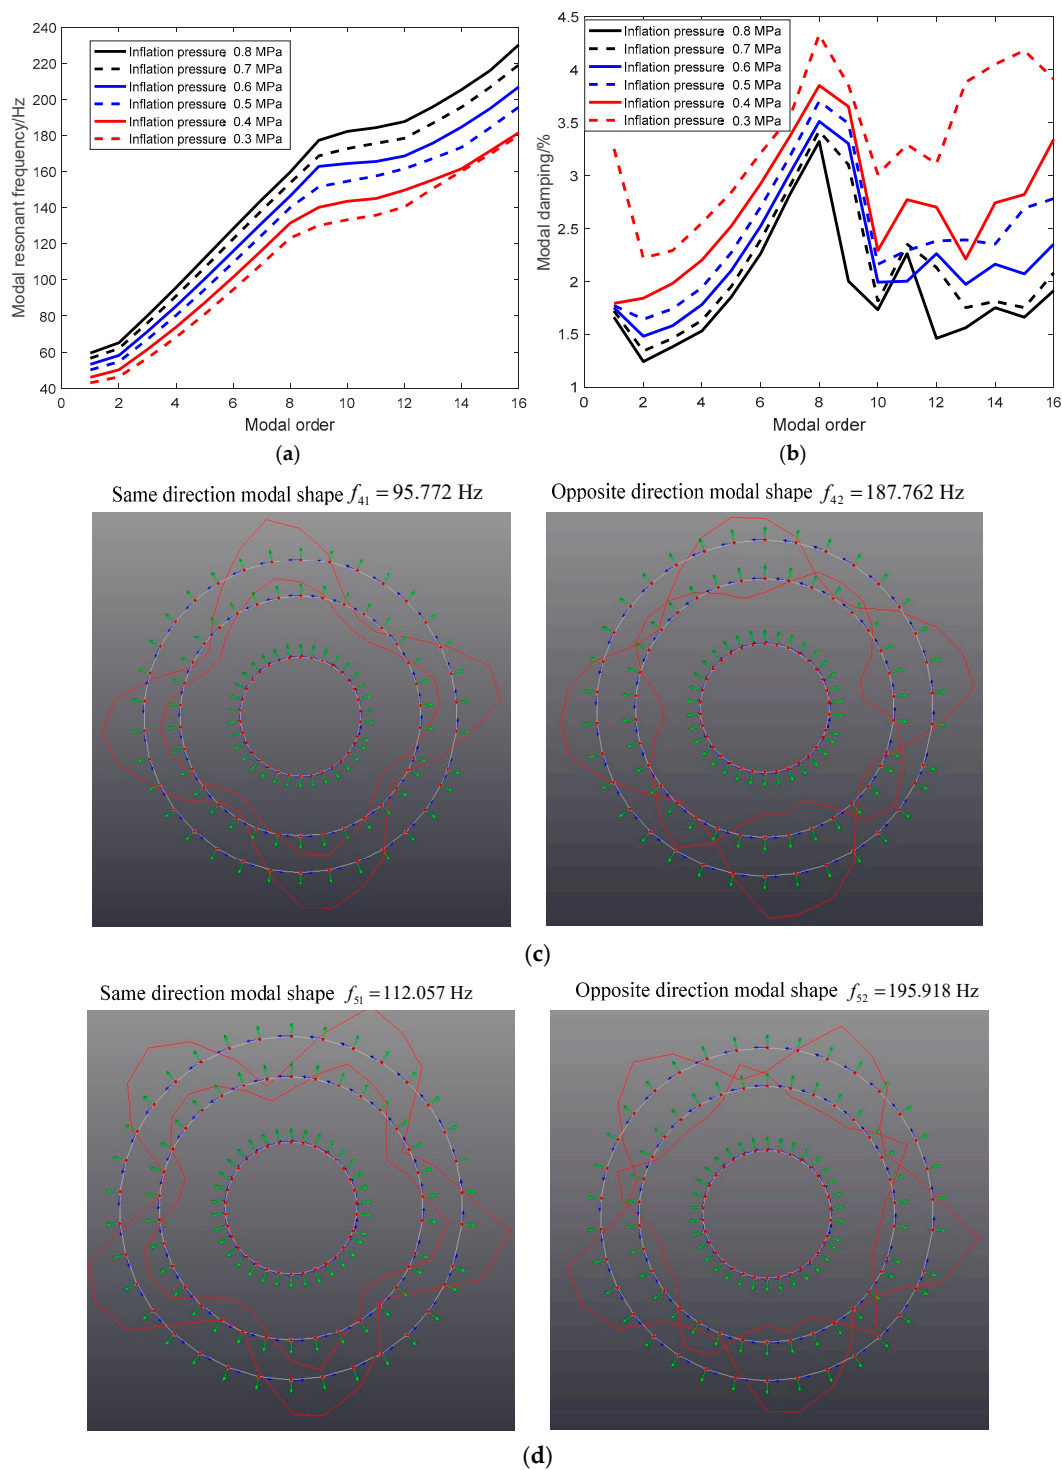 240
220
200
180
160
140
120
100
80
60
40
Modal resonant frequency/Hz
Inflation pressure 0.8 MPa
Inflation pressure 0.7 MPa
Inflation pressure 0.6 MPa
Inflation pressure 0.5 MPa
Inflation pressure 0.4 MPa
Inflation pressure 0.3 MPa
0 2 4 6 8 10 12 14 16
Modal order
(a)
4.5
4
3.5
3
2.5
2
1.5
1
Modal damping/%
Inflation pressure 0.8 MPa
Inflation pressure 0.7 MPa
Inflation pressure 0.6 MPa
Inflation pressure 0.5 MPa
Inflation pressure 0.4 MPa
Inflation pressure 0.3 MPa
0 2 4 6 8 10 12 14 16
Modal order
(b)
Same direction modal shape f41 = 95.772 Hz
Opposite direction modal shape f42 = 187.762 Hz
(c)
Same direction modal shape f51 = 112.057 Hz
Opposite direction modal shape f52 = 195.918 Hz
(d)